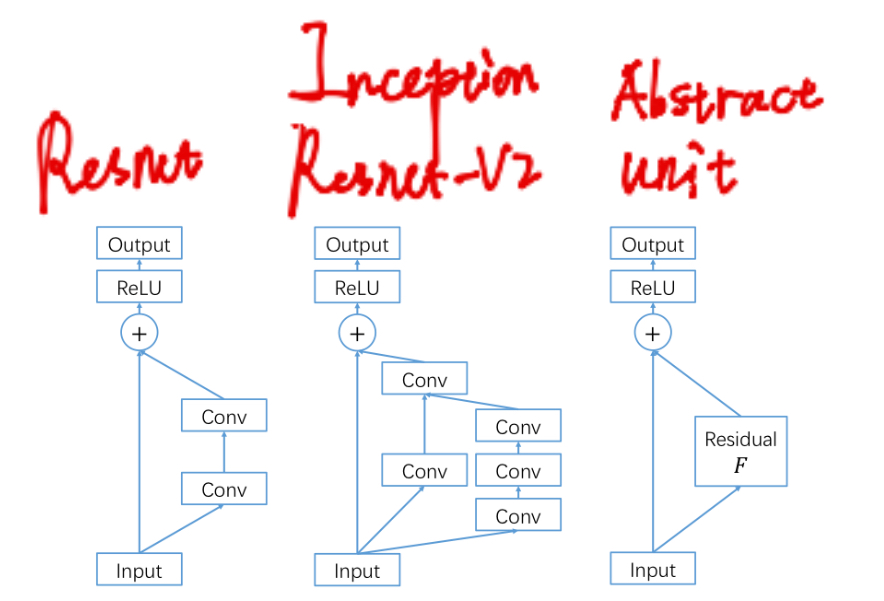 Resnet
Inception
Resnet-V2
Abstrace
unit
Output
ReLU
+
Conv
Conv
Input
Output
ReLU
+
Conv
Conv
Conv
Conv
Conv
Input
Output
ReLU
+
Residual
F
Input